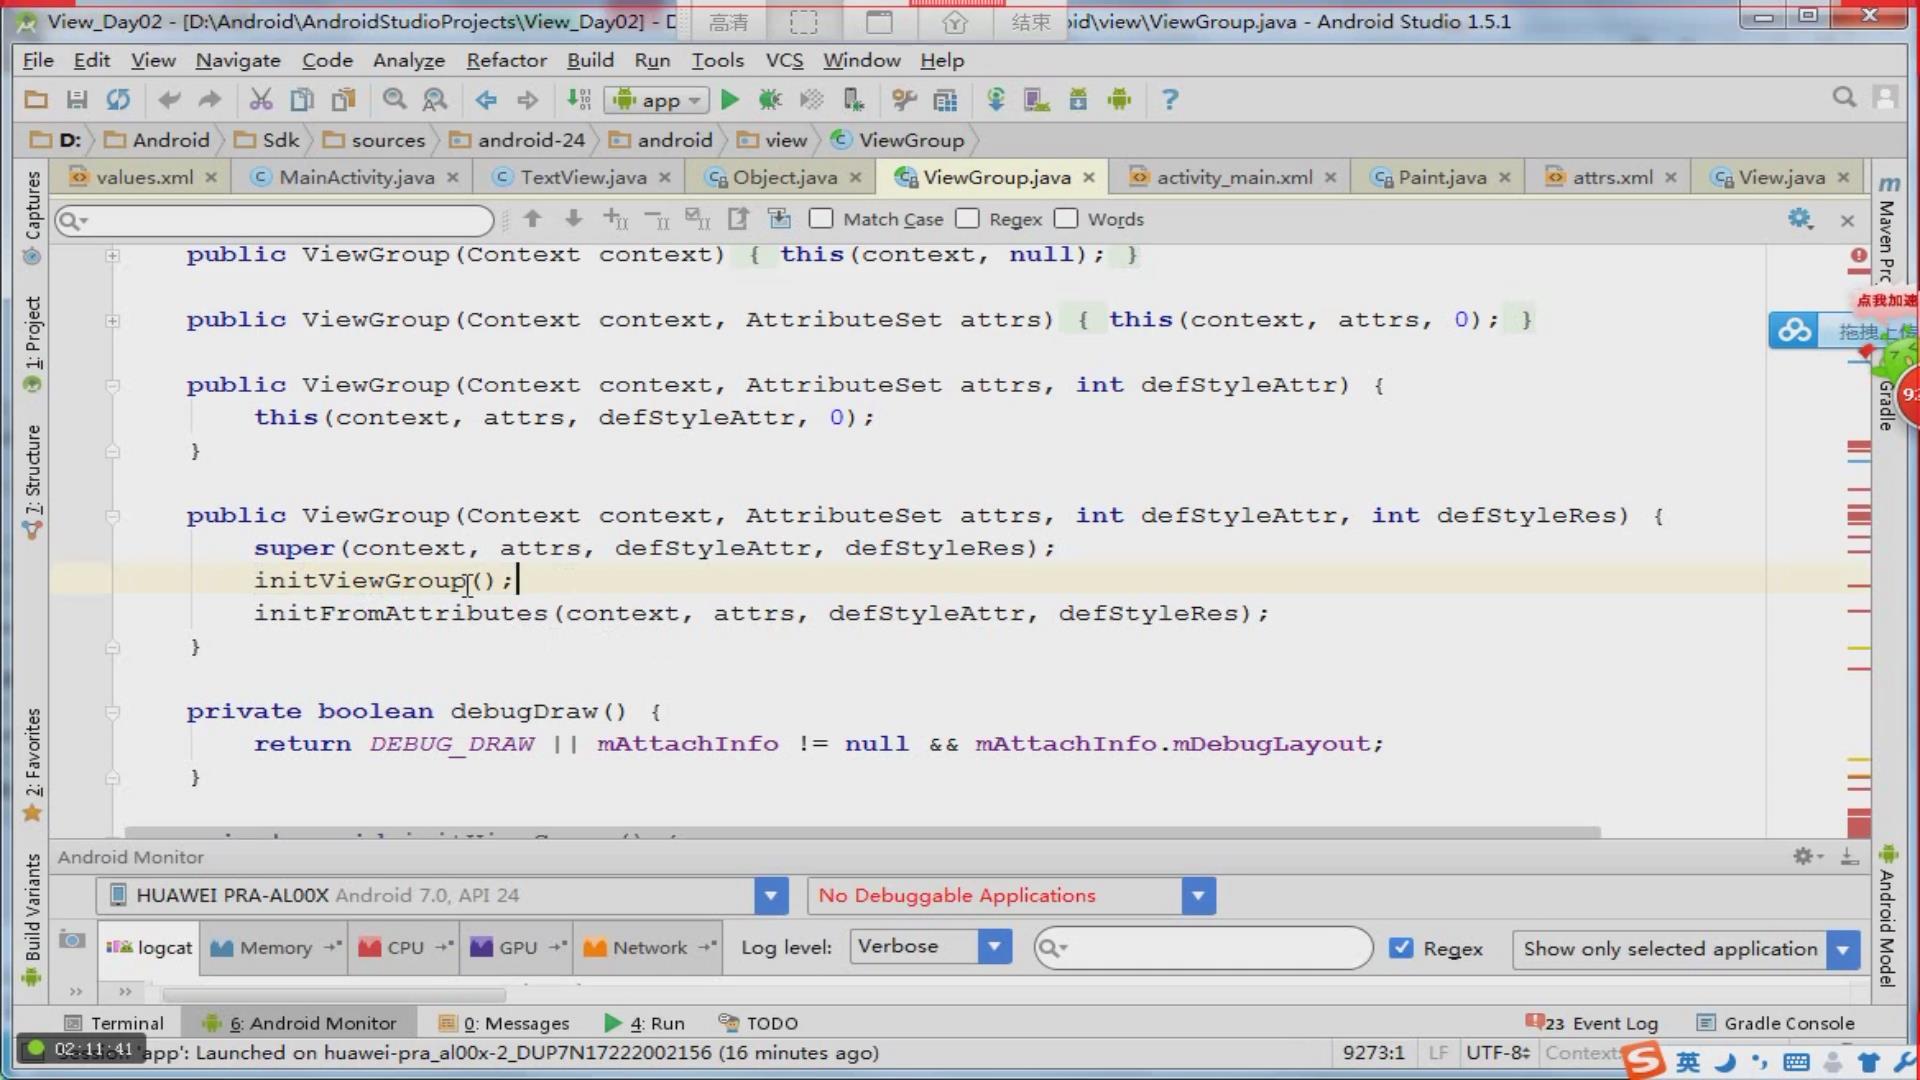 View_Day02 - [D:\Android\AndroidStudioProjects\View_Day02] - D
高清
结束
id\view\ViewGroup.java - Android Studio 1.5.1
File Edit View Navigate Code Analyze Refactor Build Run Tools VCS Window Help
app
D: Android Sdk sources android-24 android view ViewGroup
values.xml MainActivity.java TextView.java Object.java ViewGroup.java activity_main.xml Paint.java attrs.xml View.java
Match Case Regex Words
public ViewGroup(Context context) { this(context, null); }
public ViewGroup(Context context, AttributeSet attrs) { this(context, attrs, 0); }
public ViewGroup(Context context, AttributeSet attrs, int defStyleAttr) {
this(context, attrs, defStyleAttr, 0);
}
public ViewGroup(Context context, AttributeSet attrs, int defStyleAttr, int defStyleRes) {
super(context, attrs, defStyleAttr, defStyleRes);
initViewGroup();
initFromAttributes(context, attrs, defStyleAttr, defStyleRes);
}
private boolean debugDraw() {
return DEBUG_DRAW || mAttachInfo != null && mAttachInfo.mDebugLayout;
}
Captures
1: Project
7: Structure
2: Favorites
Build Variants
Maven Pr
点我加速
拖拽上传
92
Gradle
Android Model
Android Monitor
HUAWEI PRA-AL00X Android 7.0, API 24
No Debuggable Applications
logcat Memory CPU GPU Network Log level: Verbose Regex Show only selected application
Terminal 6: Android Monitor 0: Messages 4: Run TODO 23 Event Log Gradle Console
02:11:41
'app': Launched on huawei-pra_al00x-2_DUP7N17222002156 (16 minutes ago)
9273:1 LF UTF-8 Context:
英